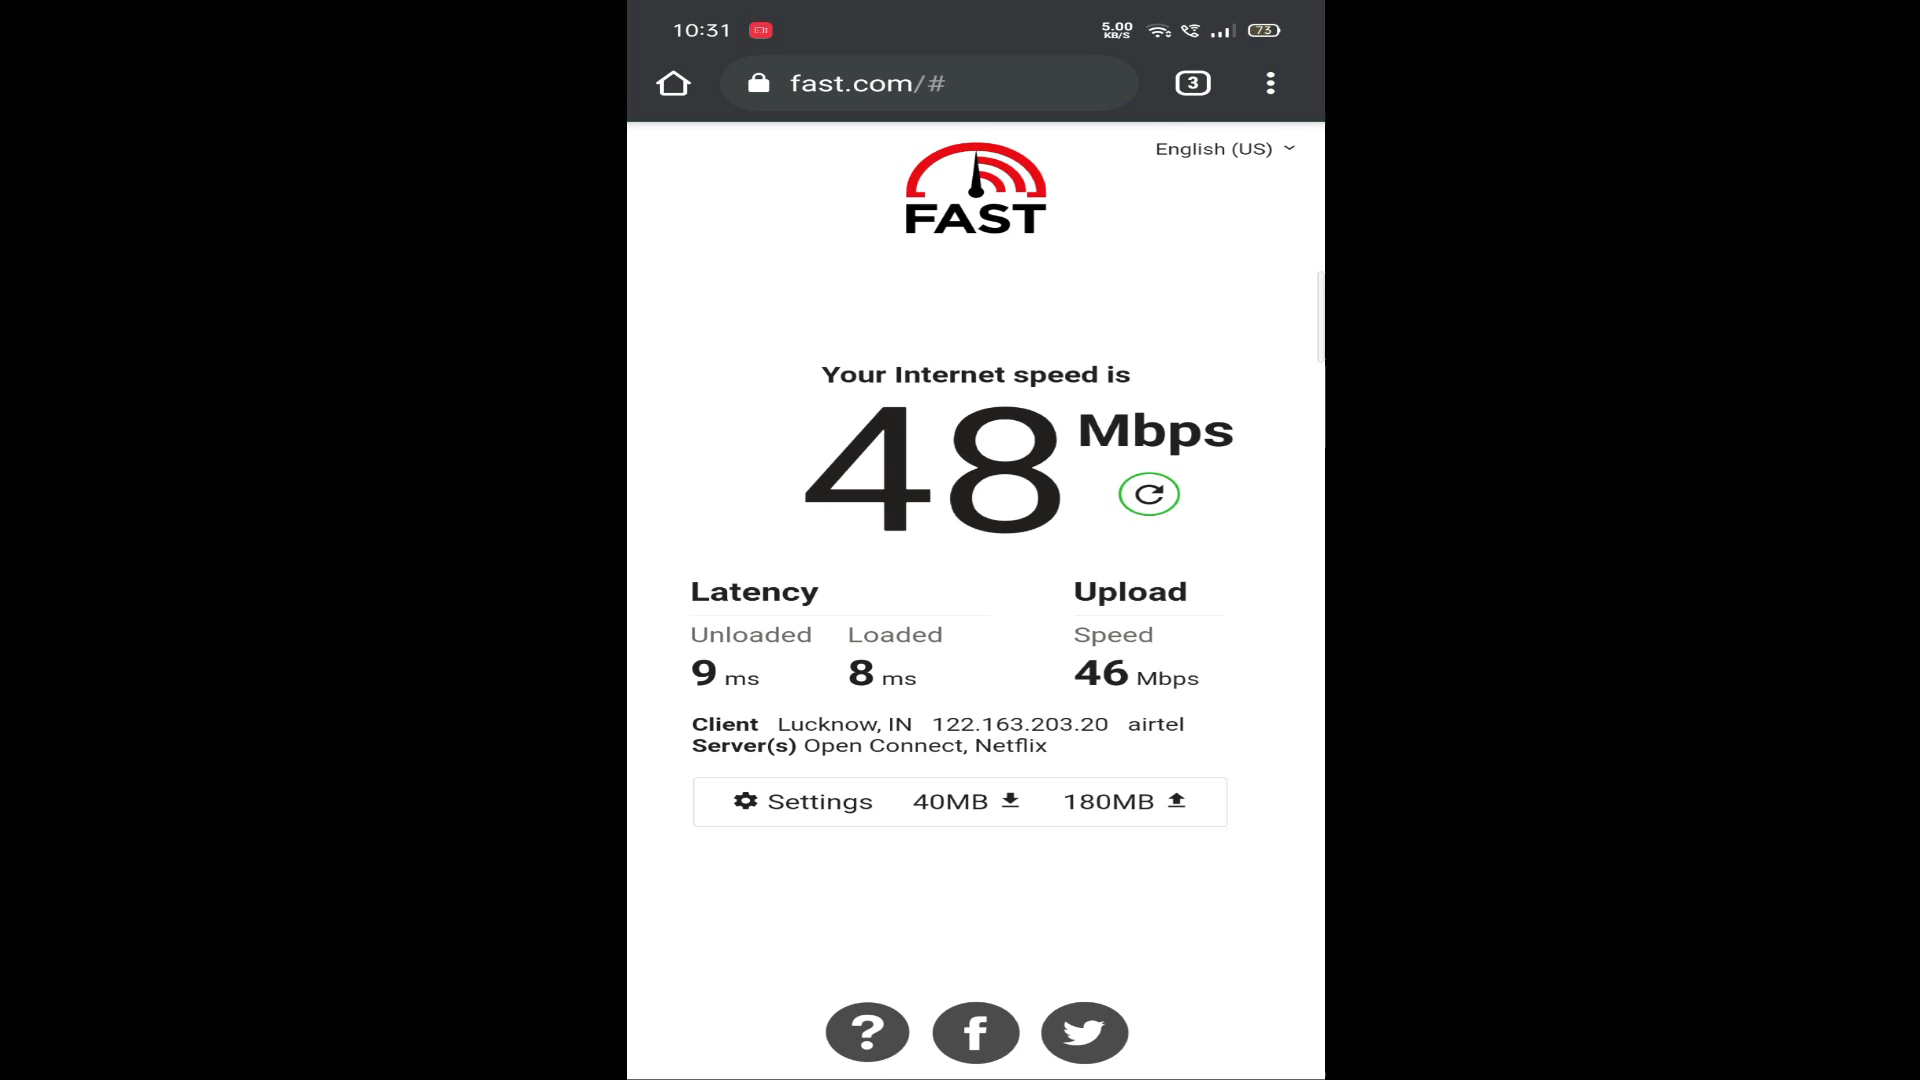 10:31 5.00 KB/S 73
fast.com/# 3
English (US)
FAST
Your Internet speed is
48 Mbps
Latency Upload
Unloaded Loaded Speed
9 ms 8 ms 46 Mbps
Client Lucknow, IN 122.163.203.20 airtel
Server(s) Open Connect, Netflix
Settings 40MB 180MB
?
f